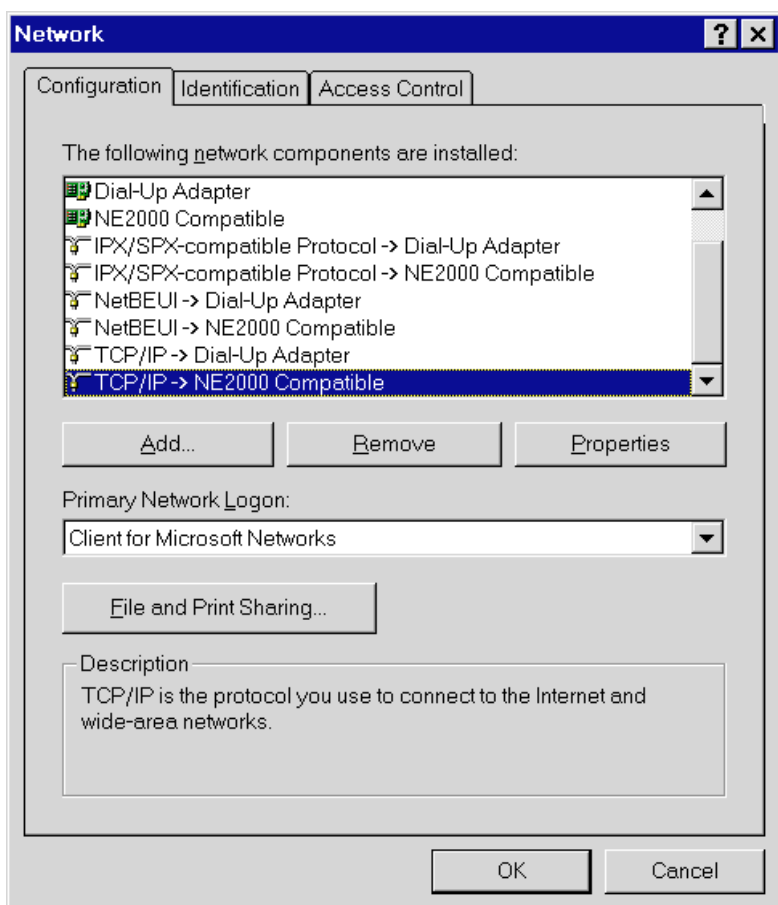 Network
Configuration Identification Access Control
The following network components are installed:
Dial-Up Adapter
NE2000 Compatible
IPX/SPX-compatible Protocol -> Dial-Up Adapter
IPX/SPX-compatible Protocol -> NE2000 Compatible
NetBEUI -> Dial-Up Adapter
NetBEUI -> NE2000 Compatible
TCP/IP -> Dial-Up Adapter
TCP/IP -> NE2000 Compatible
Add... Remove Properties
Primary Network Logon:
Client for Microsoft Networks
File and Print Sharing...
Description
TCP/IP is the protocol you use to connect to the Internet and
wide-area networks.
OK Cancel